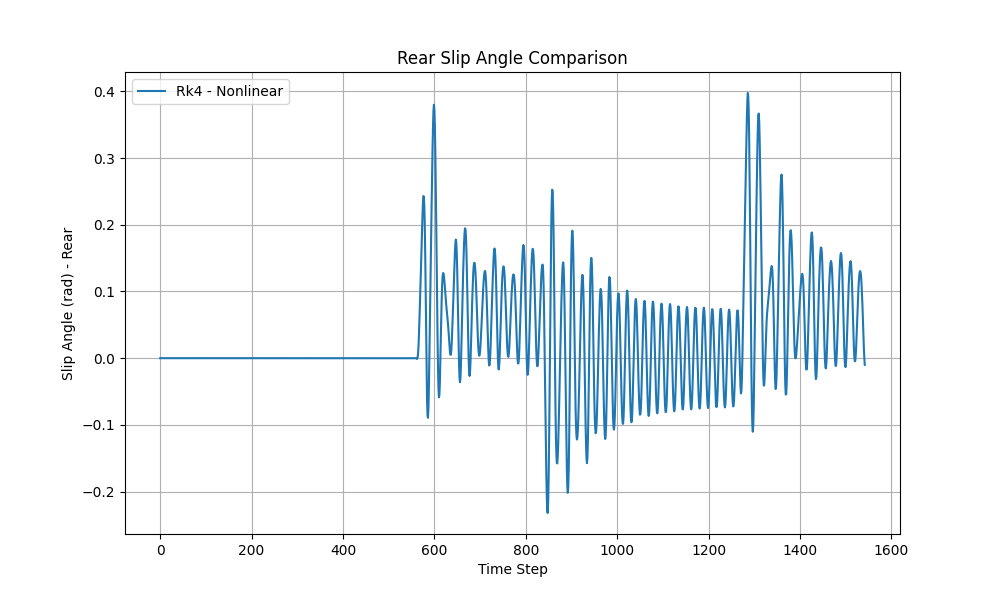 Rear Slip Angle Comparison
Rk4 - Nonlinear
Slip Angle (rad) - Rear
0.4
0.3
0.2
0.1
0.0
−0.1
−0.2
0 200 400 600 800 1000 1200 1400 1600
Time Step